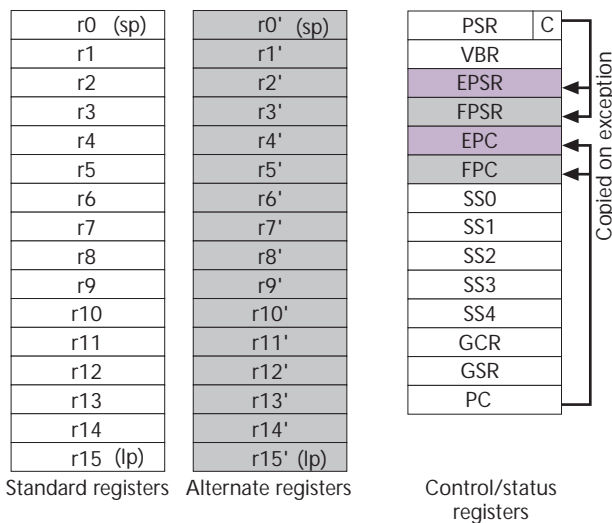 r0 (sp)
r1
r2
r3
r4
r5
r6
r7
r8
r9
r10
r11
r12
r13
r14
r15 (lp)
Standard registers
r0' (sp)
r1'
r2'
r3'
r4'
r5'
r6'
r7'
r8'
r9'
r10'
r11'
r12'
r13'
r14'
r15' (lp)
Alternate registers
PSR C
VBR
EPSR
FPSR
EPC
FPC
SS0
SS1
SS2
SS3
SS4
GCR
GSR
PC
Control/status
registers
Copied on exception